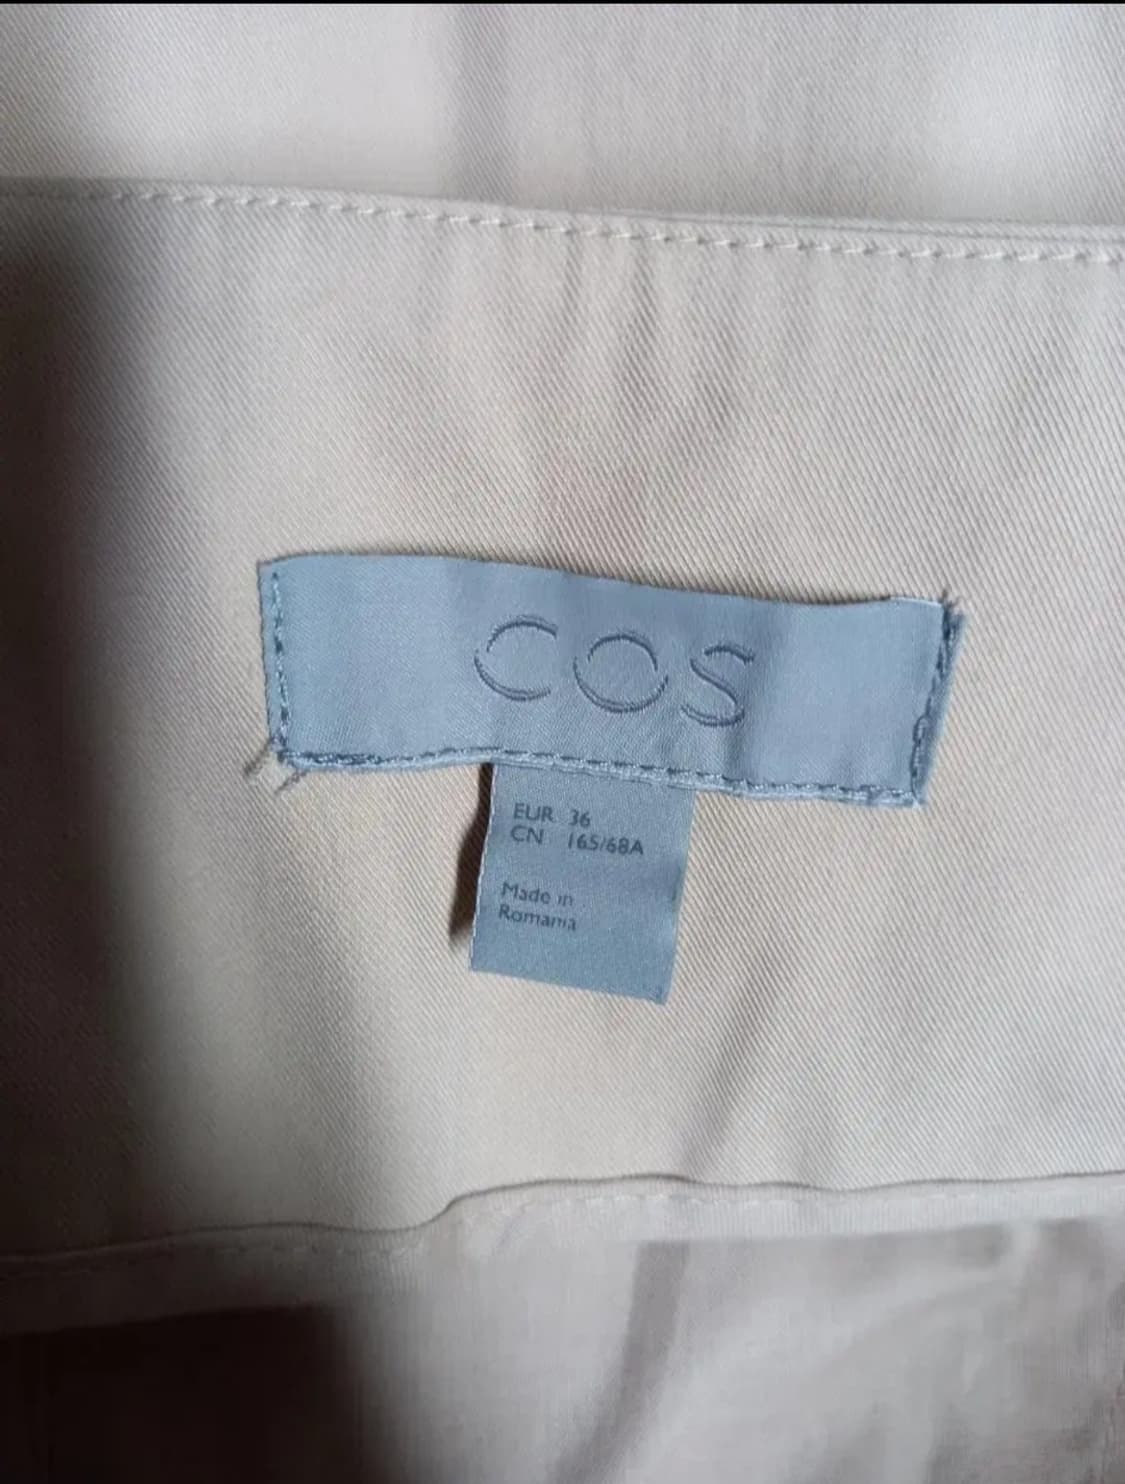 COS
EUR 36
CN 165/68A
Made in
Romania